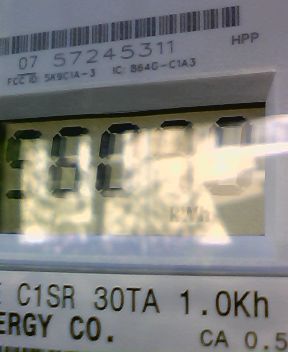 HPP
07 57245311
FCC ID SK9C1A-3 IC: 864G-C1A3
KWh
C1SR 30TA 1.0Kh
ERGY CO.
CA 0.5